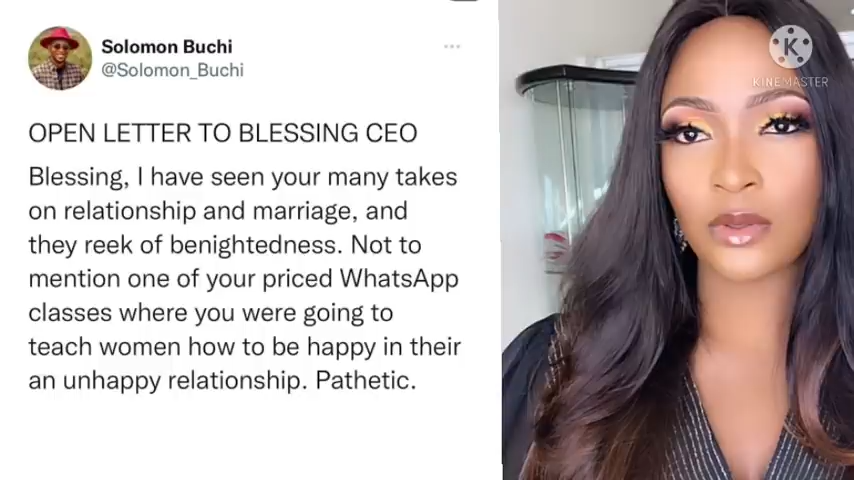 Solomon Buchi
@Solomon_Buchi
OPEN LETTER TO BLESSING CEO
Blessing, I have seen your many takes
on relationship and marriage, and
they reek of benightedness. Not to
mention one of your priced WhatsApp
classes where you were going to
teach women how to be happy in their
an unhappy relationship. Pathetic.
K
KINEMASTER